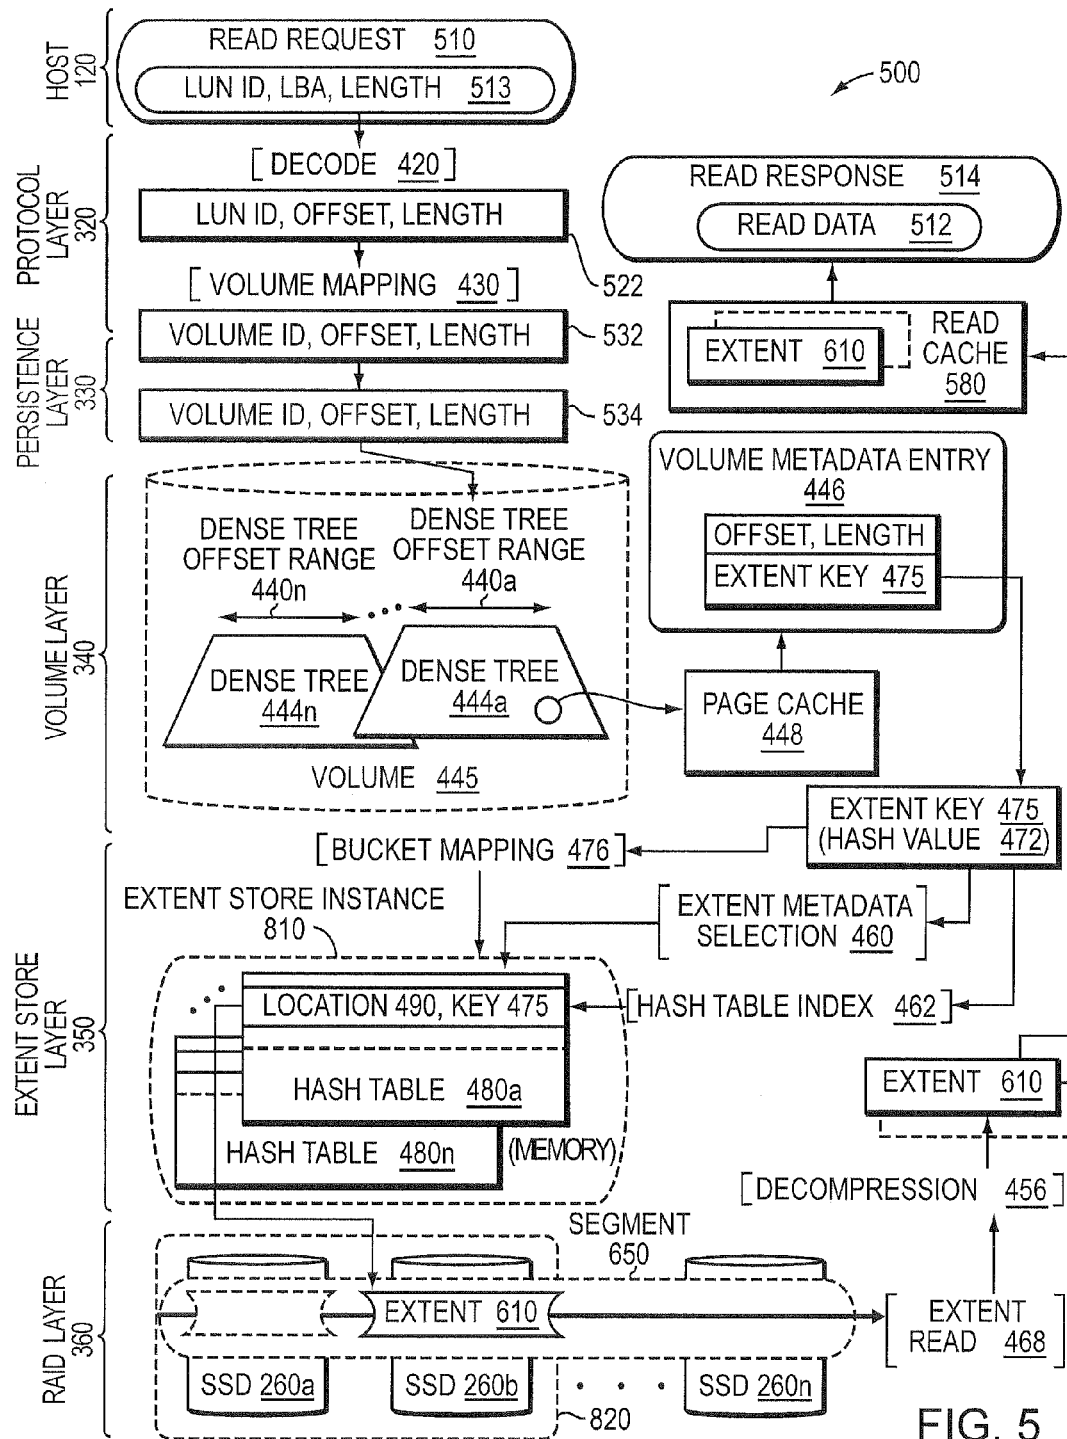 HOST
120
READ REQUEST 510
LUN ID, LBA, LENGTH 513
500
PROTOCOL
LAYER
320
[DECODE 420]
LUN ID, OFFSET, LENGTH
522
[VOLUME MAPPING 430]
VOLUME ID, OFFSET, LENGTH
532
READ RESPONSE 514
READ DATA 512
EXTENT 610
READ
CACHE
580
PERSISTENCE
LAYER
330
VOLUME ID, OFFSET, LENGTH
534
VOLUME METADATA ENTRY
446
OFFSET, LENGTH
EXTENT KEY 475
VOLUME LAYER
340
DENSE TREE
OFFSET RANGE
440n
DENSE TREE
OFFSET RANGE
440a
DENSE TREE
444n
DENSE TREE
444a
VOLUME 445
PAGE CACHE
448
EXTENT KEY 475
(HASH VALUE 472)
EXTENT STORE
LAYER
350
[BUCKET MAPPING 476]
EXTENT STORE INSTANCE
810
[EXTENT METADATA
SELECTION 460]
LOCATION 490, KEY 475
[HASH TABLE INDEX 462]
HASH TABLE 480a
HASH TABLE 480n
(MEMORY)
EXTENT 610
[DECOMPRESSION 456]
RAID LAYER
360
SEGMENT
650
EXTENT 610
[EXTENT
READ 468]
SSD 260a
SSD 260b
SSD 260n
820
FIG. 5